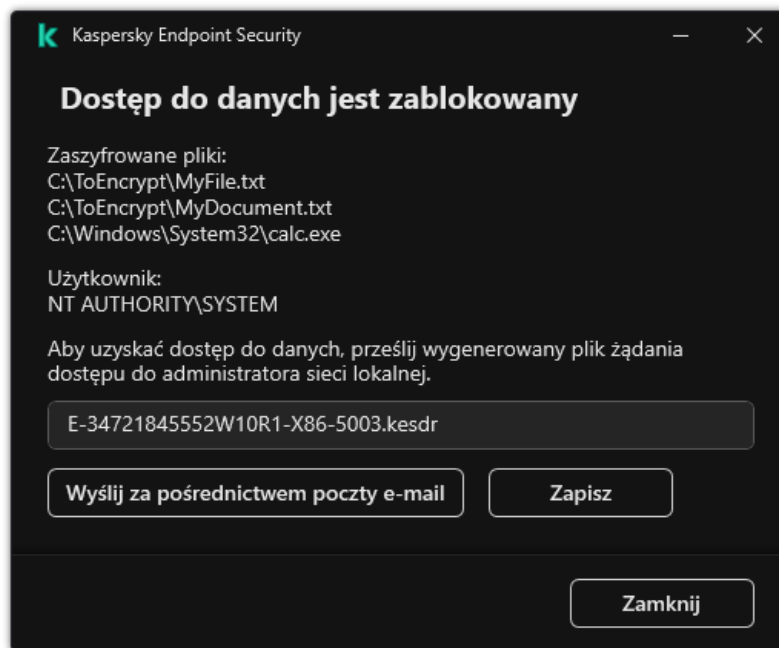 Kaspersky Endpoint Security
Dostęp do danych jest zablokowany
Zaszyfrowane pliki:
C:\ToEncrypt\MyFile.txt
C:\ToEncrypt\MyDocument.txt
C:\Windows\System32\calc.exe
Użytkownik:
NT AUTHORITY\SYSTEM
Aby uzyskać dostęp do danych, prześlij wygenerowany plik żądania
dostępu do administratora sieci lokalnej.
E-34721845552W10R1-X86-5003.kesdr
Wyślij za pośrednictwem poczty e-mail
Zapisz
Zamknij